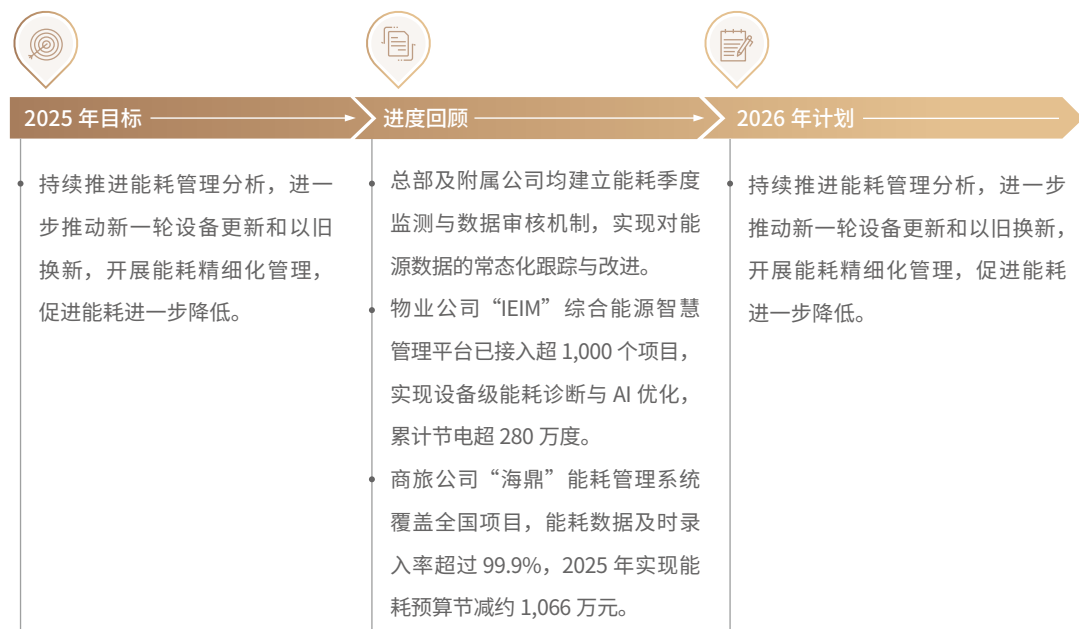 2025 年目标
持续推进能耗管理分析，进一
步推动新一轮设备更新和以旧
换新，开展能耗精细化管理，
促进能耗进一步降低。
进度回顾
总部及附属公司均建立能耗季度
监测与数据审核机制，实现对能
源数据的常态化跟踪与改进。
物业公司“IEIM”综合能源智慧
管理平台已接入超 1,000 个项目，
实现设备级能耗诊断与 AI 优化，
累计节电超 280 万度。
商旅公司“海鼎”能耗管理系统
覆盖全国项目，能耗数据及时录
入率超过 99.9%，2025 年实现能
耗预算节减约 1,066 万元。
2026 年计划
持续推进能耗管理分析，进一步
推动新一轮设备更新和以旧换新，
开展能耗精细化管理，促进能耗
进一步降低。